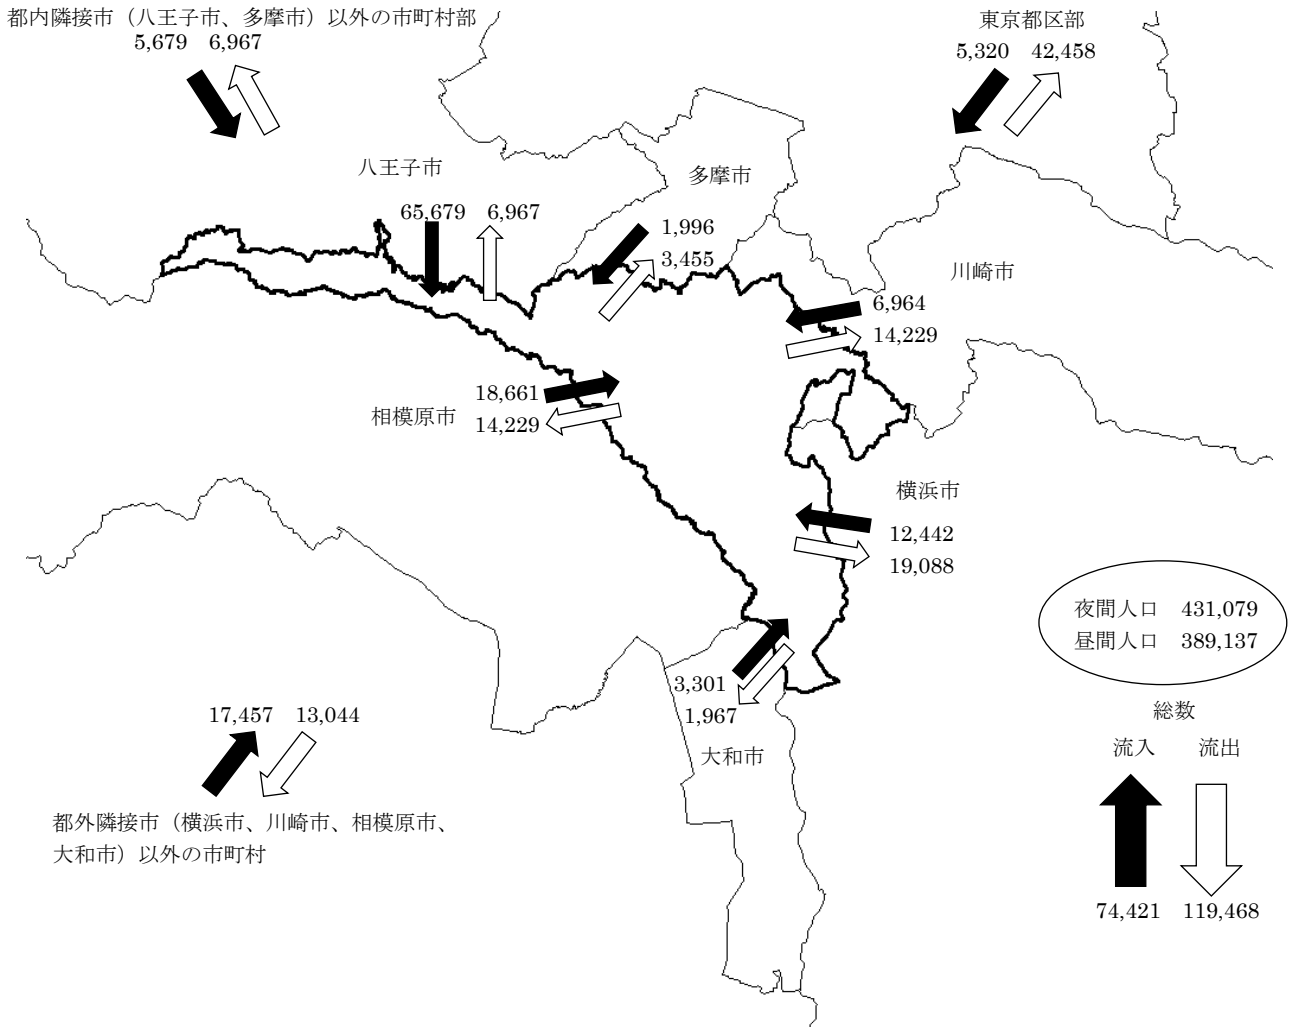 都内隣接市（八王子市、多摩市）以外の市町村部
5,679 6,967
東京都区部
5,320 42,458
八王子市
65,679 6,967
多摩市
1,996
3,455
川崎市
6,964
14,229
18,661
相模原市
14,229
横浜市
12,442
19,088
夜間人口 431,079
昼間人口 389,137
3,301
1,967
大和市
総数
流入 流出
74,421 119,468
17,457 13,044
都外隣接市（横浜市、川崎市、相模原市、
大和市）以外の市町村